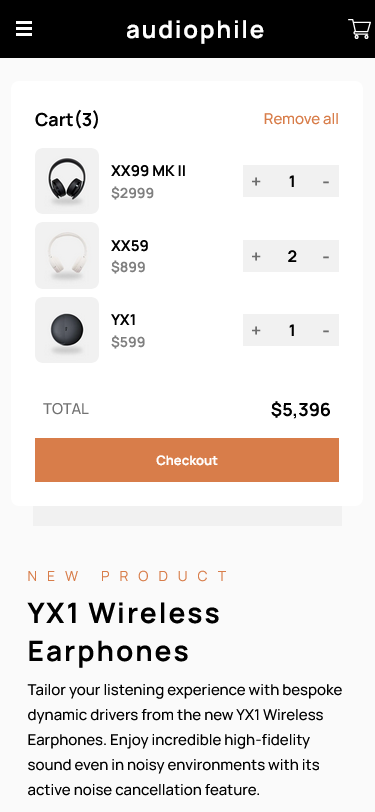 audiophile
Cart(3)
Remove all
XX99 MK II
$2999
+ 1 -
XX59
$899
+ 2 -
YX1
$599
+ 1 -
TOTAL
$5,396
Checkout
NEW PRODUCT
YX1 Wireless
Earphones
Tailor your listening experience with bespoke
dynamic drivers from the new YX1 Wireless
Earphones. Enjoy incredible high-fidelity
sound even in noisy environments with its
active noise cancellation feature.